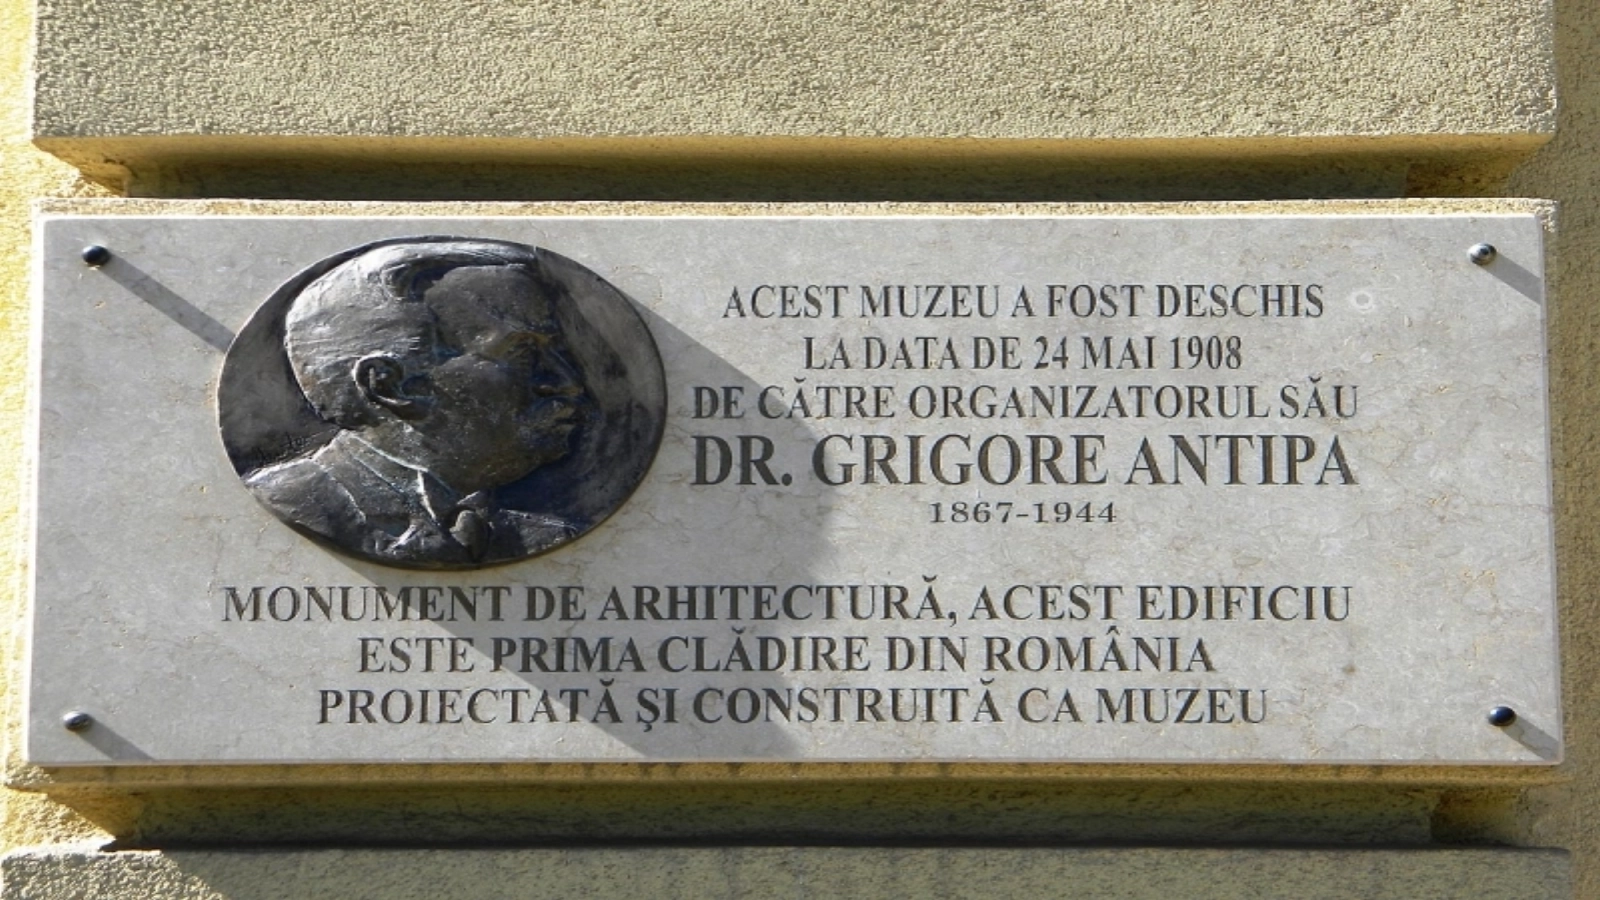 ACEST MUZEU A FOST DESCHIS
LA DATA DE 24 MAI 1908
DE CĂTRE ORGANIZATORUL SĂU
DR. GRIGORE ANTIPA
1867-1944
MONUMENT DE ARHITECTURĂ, ACEST EDIFICIU
ESTE PRIMA CLĂDIRE DIN ROMÂNIA
PROIECTATĂ ŞI CONSTRUITĂ CA MUZEU